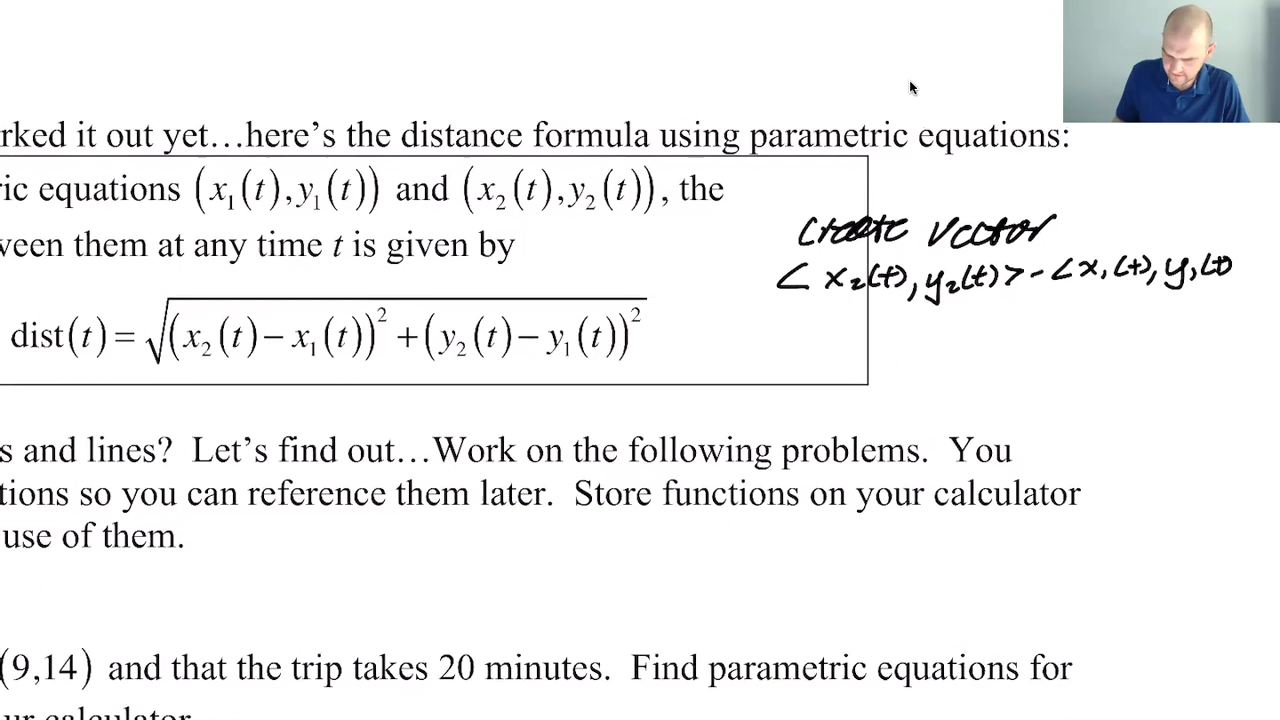 rked it out yet…here’s the distance formula using parametric equations:
ric equations (x₁(t), y₁(t)) and (x₂(t), y₂(t)), the
ween them at any time t is given by
dist(t) = √((x₂(t) − x₁(t))² + (y₂(t) − y₁(t))²)
create vector
< x₂(t), y₂(t) > - < x₁(t), y₁(t)
s and lines? Let’s find out…Work on the following problems. You
tions so you can reference them later. Store functions on your calculator
use of them.
(9,14) and that the trip takes 20 minutes. Find parametric equations for
ur calculator